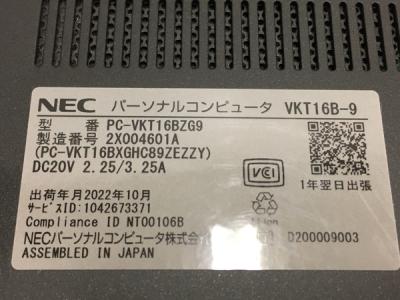 NEC パーソナルコンピュータ VKT16B-9
型 番 PC-VKT16BZG9
製造番号 2X004601A
(PC-VKT16BXGHC89ZEZZY)
DC20V 2.25/3.25A
VCI
Li-ion
1年翌日出張
出荷年月 2022年10月
サービスID:1042673371
Compliance ID NT00106B
NECパーソナルコンピュータ株式会 D200009003
ASSEMBLED IN JAPAN